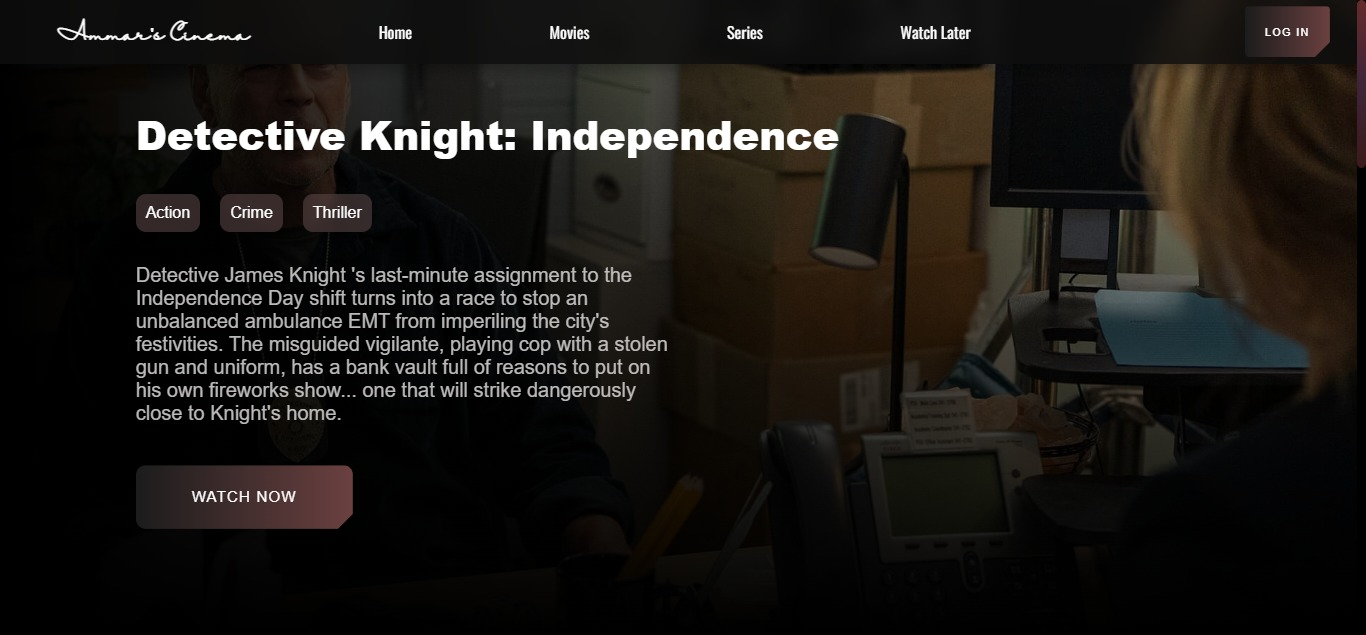 Ammar's Cinema
Home
Movies
Series
Watch Later
LOG IN
Detective Knight: Independence
Action
Crime
Thriller
Detective James Knight 's last-minute assignment to the
Independence Day shift turns into a race to stop an
unbalanced ambulance EMT from imperiling the city's
festivities. The misguided vigilante, playing cop with a stolen
gun and uniform, has a bank vault full of reasons to put on
his own fireworks show... one that will strike dangerously
close to Knight's home.
WATCH NOW